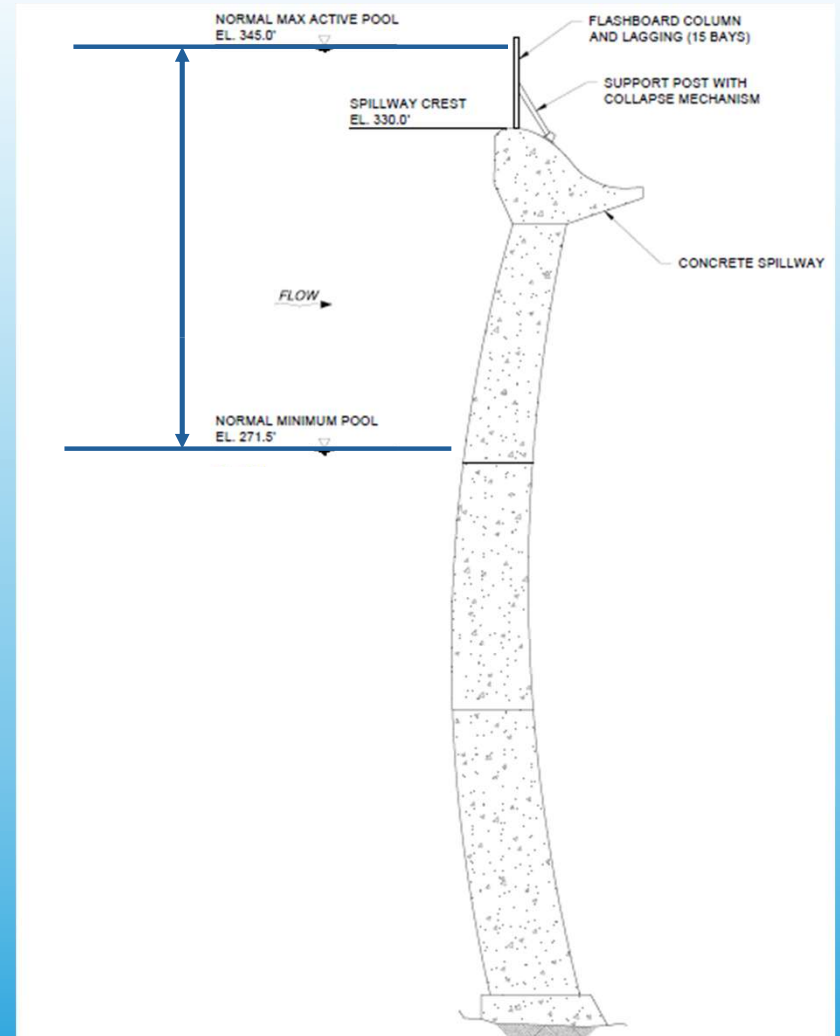 NORMAL MAX ACTIVE POOL
EL. 345.0'
FLASHBOARD COLUMN
AND LAGGING (15 BAYS)
SUPPORT POST WITH
COLLAPSE MECHANISM
SPILLWAY CREST
EL. 330.0'
CONCRETE SPILLWAY
FLOW
NORMAL MINIMUM POOL
EL. 271.5'